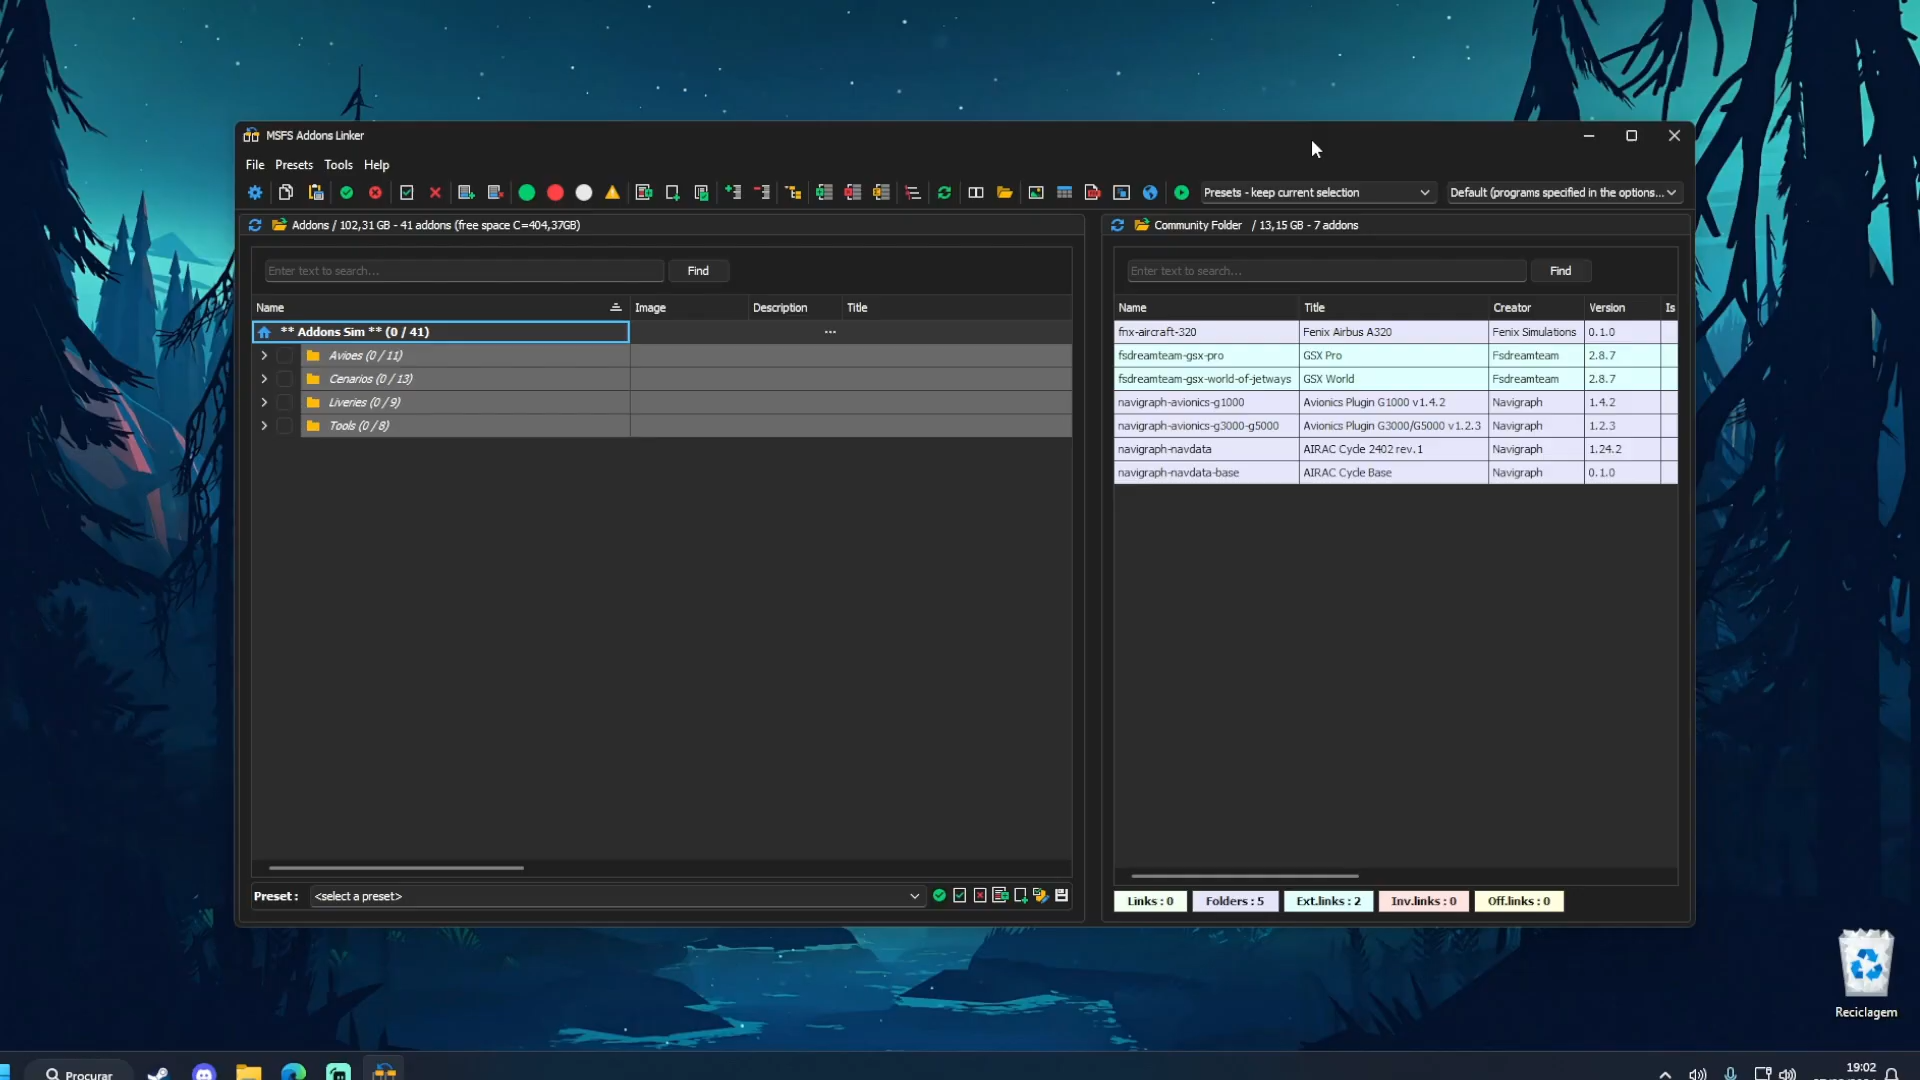 MSFS Addons Linker
File Presets Tools Help
Presets - keep current selection
Default (programs specified in the options...
Addons / 102,31 GB - 41 addons (free space C=404,37GB)
Enter text to search...
Find
Name Image Description Title
** Addons Sim ** (0 / 41) ...
Avioes (0 / 11)
Cenarios (0 / 13)
Liveries (0 / 9)
Tools (0 / 8)
Preset : <select a preset>
Community Folder / 13,15 GB - 7 addons
Enter text to search...
Find
Name Title Creator Version Is
fnx-aircraft-320 Fenix Airbus A320 Fenix Simulations 0.1.0
fsdreamteam-gsx-pro GSX Pro Fsdreamteam 2.8.7
fsdreamteam-gsx-world-of-jetways GSX World Fsdreamteam 2.8.7
navigraph-avionics-g1000 Avionics Plugin G1000 v1.4.2 Navigraph 1.4.2
navigraph-avionics-g3000-g5000 Avionics Plugin G3000/G5000 v1.2.3 Navigraph 1.2.3
navigraph-navdata AIRAC Cycle 2402 rev.1 Navigraph 1.24.2
navigraph-navdata-base AIRAC Cycle Base Navigraph 0.1.0
Links : 0 Folders : 5 Ext.links : 2 Inv.links : 0 Off.links : 0
Reciclagem
Procurar
19:02